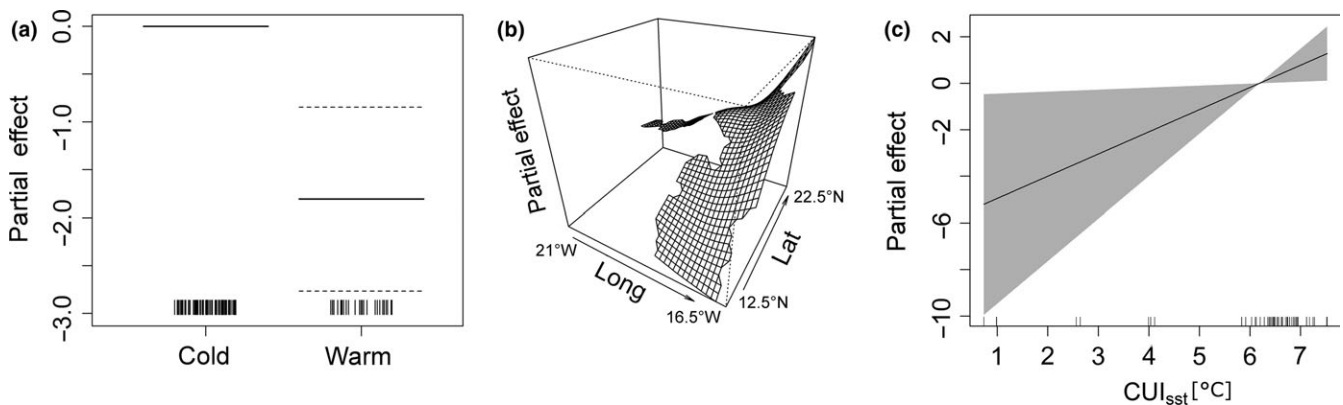 (a)
Partial effect
0.0
−1.0
−2.0
−3.0
Cold
Warm
(b)
Partial effect
21°W
Long
16.5°W
12.5°N
Lat
22.5°N
(c)
Partial effect
2
0
−2
−6
−10
1 2 3 4 5 6 7
CUIsst [°C]